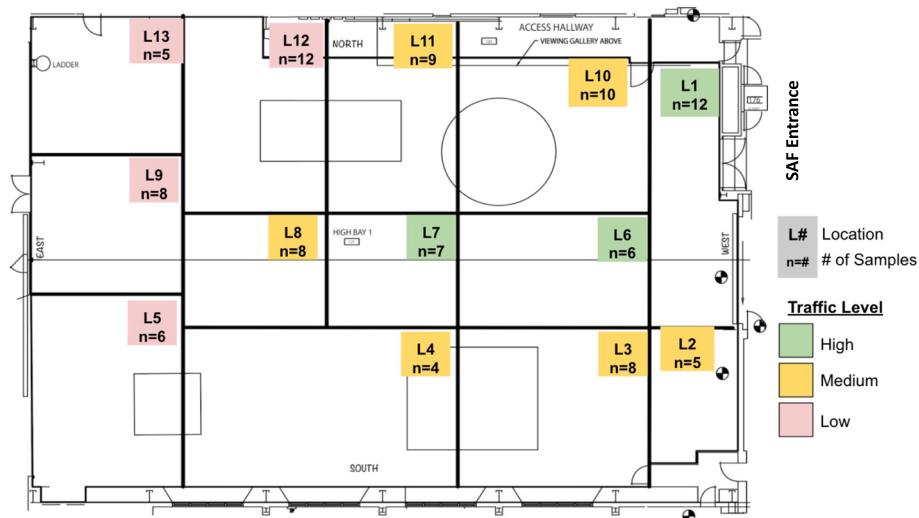 L13
n=5
L12
n=12
NORTH
L11
n=9
ACCESS HALLWAY
VIEWING GALLERY ABOVE
L10
n=10
L1
n=12
LADDER
SAF Entrance
L9
n=8
EAST
L8
n=8
HIGH BAY 1
L7
n=7
L6
n=6
WEST
L# Location
n=# # of Samples
Traffic Level
High
Medium
Low
L5
n=6
L4
n=4
L3
n=8
L2
n=5
SOUTH